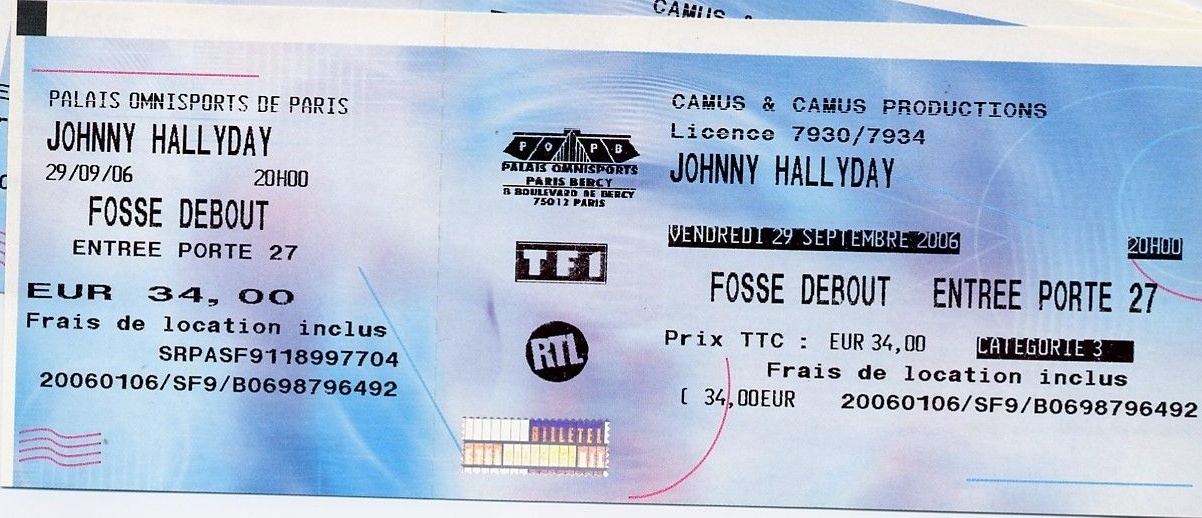 CAMUS &
PALAIS OMNISPORTS DE PARIS
JOHNNY HALLYDAY
29/09/06 20H00
FOSSE DEBOUT
ENTREE PORTE 27
EUR 34,00
Frais de location inclus
SRPASF9118997704
20060106/SF9/B0698796492
P O P B
PALAIS OMNISPORTS
PARIS BERCY
8 BOULEVARD DE BERCY
75012 PARIS
TF1
RTL
BILLETEL
CAMUS & CAMUS PRODUCTIONS
Licence 7930/7934
JOHNNY HALLYDAY
VENDREDI 29 SEPTEMBRE 2006 20H00
FOSSE DEBOUT ENTREE PORTE 27
Prix TTC : EUR 34,00 CATEGORIE 3
Frais de location inclus
[ 34,00EUR 20060106/SF9/B0698796492